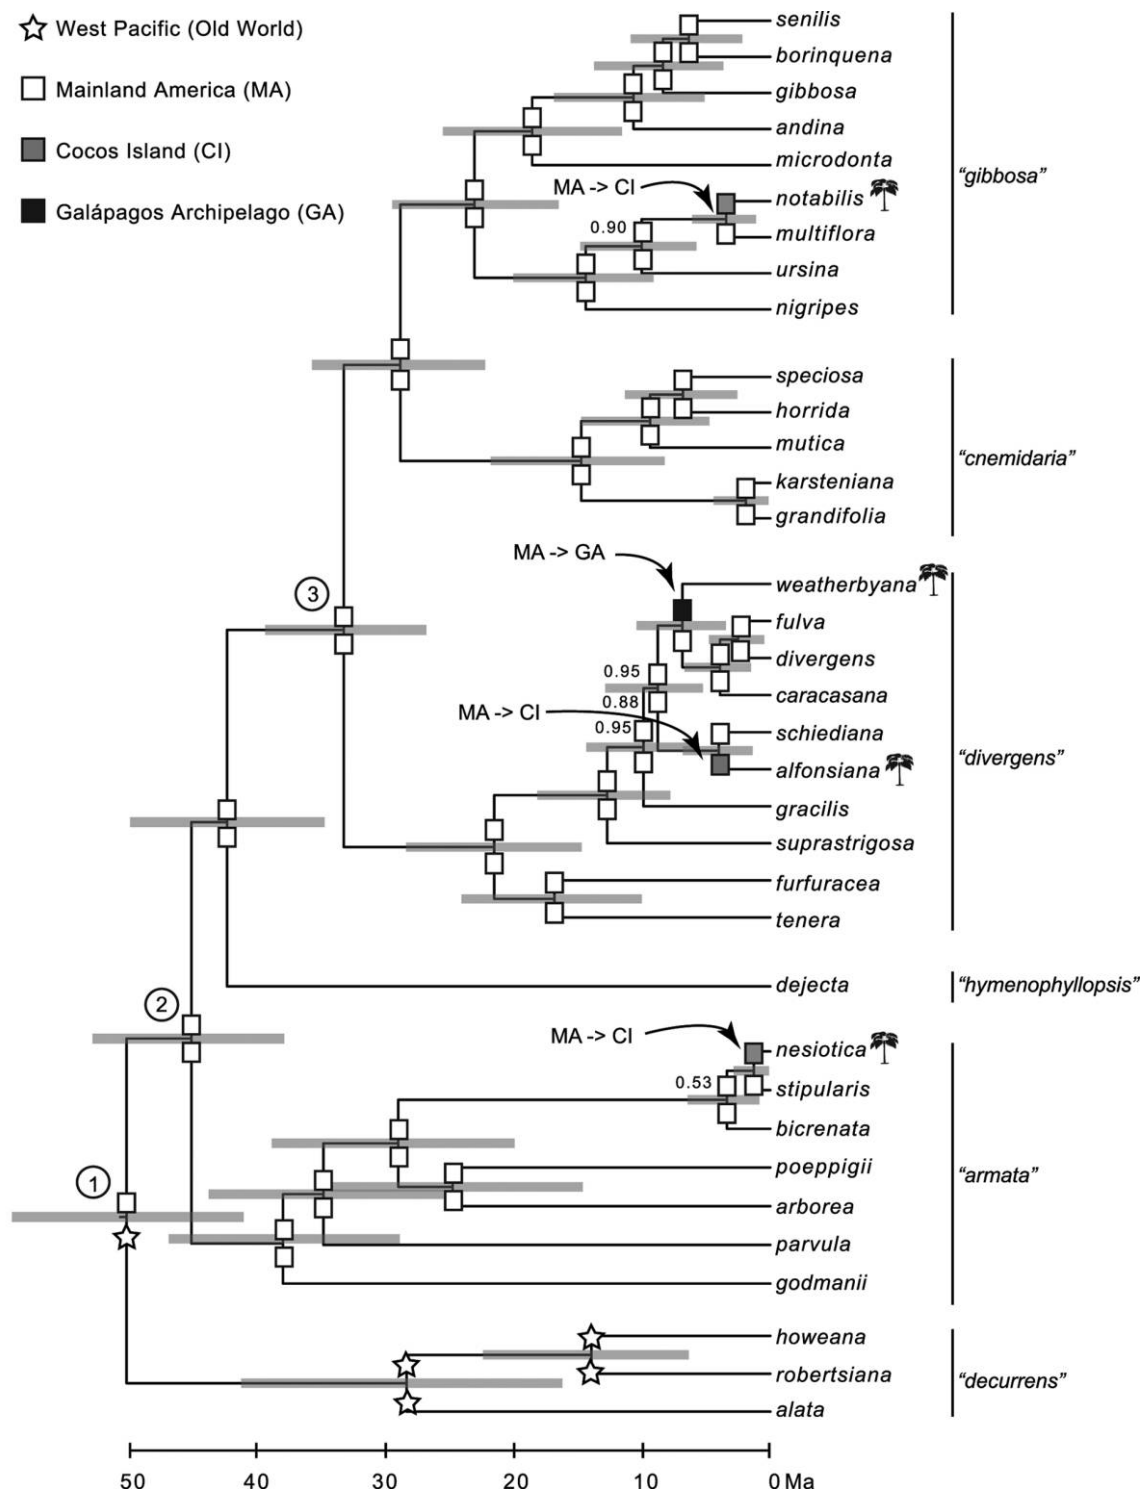 West Pacific (Old World)
Mainland America (MA)
Cocos Island (CI)
Galápagos Archipelago (GA)
senilis
borinquena
gibbosa
andina
microdonta
MA -> CI
notabilis
"gibbosa"
0.90
multiflora
ursina
nigripes
speciosa
horrida
mutica
"cnemidaria"
karsteniana
grandifolia
MA -> GA
weatherbyana
3
fulva
divergens
0.95
caracasana
0.88
MA -> CI
0.95
schiediana
"divergens"
alfonsiana
gracilis
suprastrigosa
furfuracea
tenera
dejecta
"hymenophyllopsis"
2
MA -> CI
nesiotica
0.53
stipularis
bicrenata
poeppigii
"armata"
1
arborea
parvula
godmanii
howeana
robertsiana
"decurrens"
alata
50 40 30 20 10 0 Ma